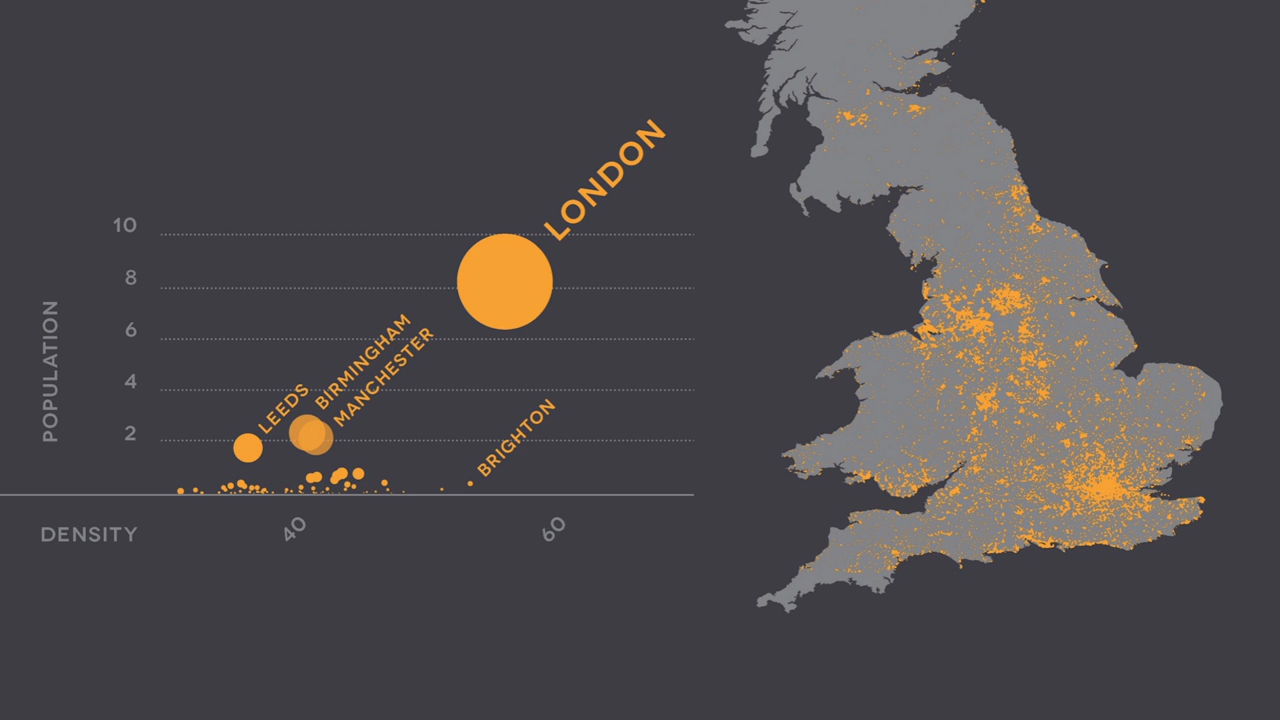 LONDON
10
8
6
4
2
POPULATION
LEEDS
BIRMINGHAM
MANCHESTER
BRIGHTON
DENSITY
40
60